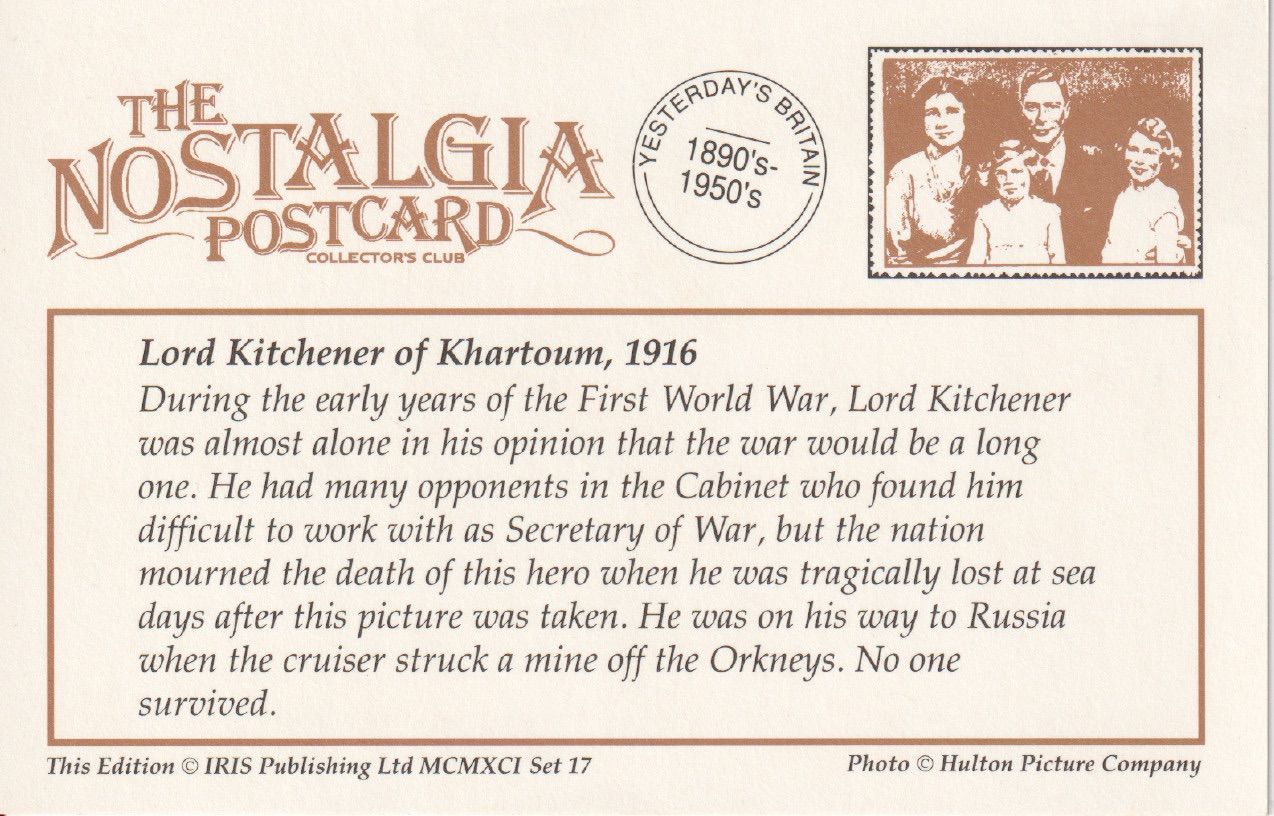 THE
NOSTALGIA
POSTCARD
COLLECTOR'S CLUB
YESTERDAY'S BRITAIN
1890's-
1950's
Lord Kitchener of Khartoum, 1916
During the early years of the First World War, Lord Kitchener
was almost alone in his opinion that the war would be a long
one. He had many opponents in the Cabinet who found him
difficult to work with as Secretary of War, but the nation
mourned the death of this hero when he was tragically lost at sea
days after this picture was taken. He was on his way to Russia
when the cruiser struck a mine off the Orkneys. No one
survived.
This Edition © IRIS Publishing Ltd MCMXCI Set 17
Photo © Hulton Picture Company